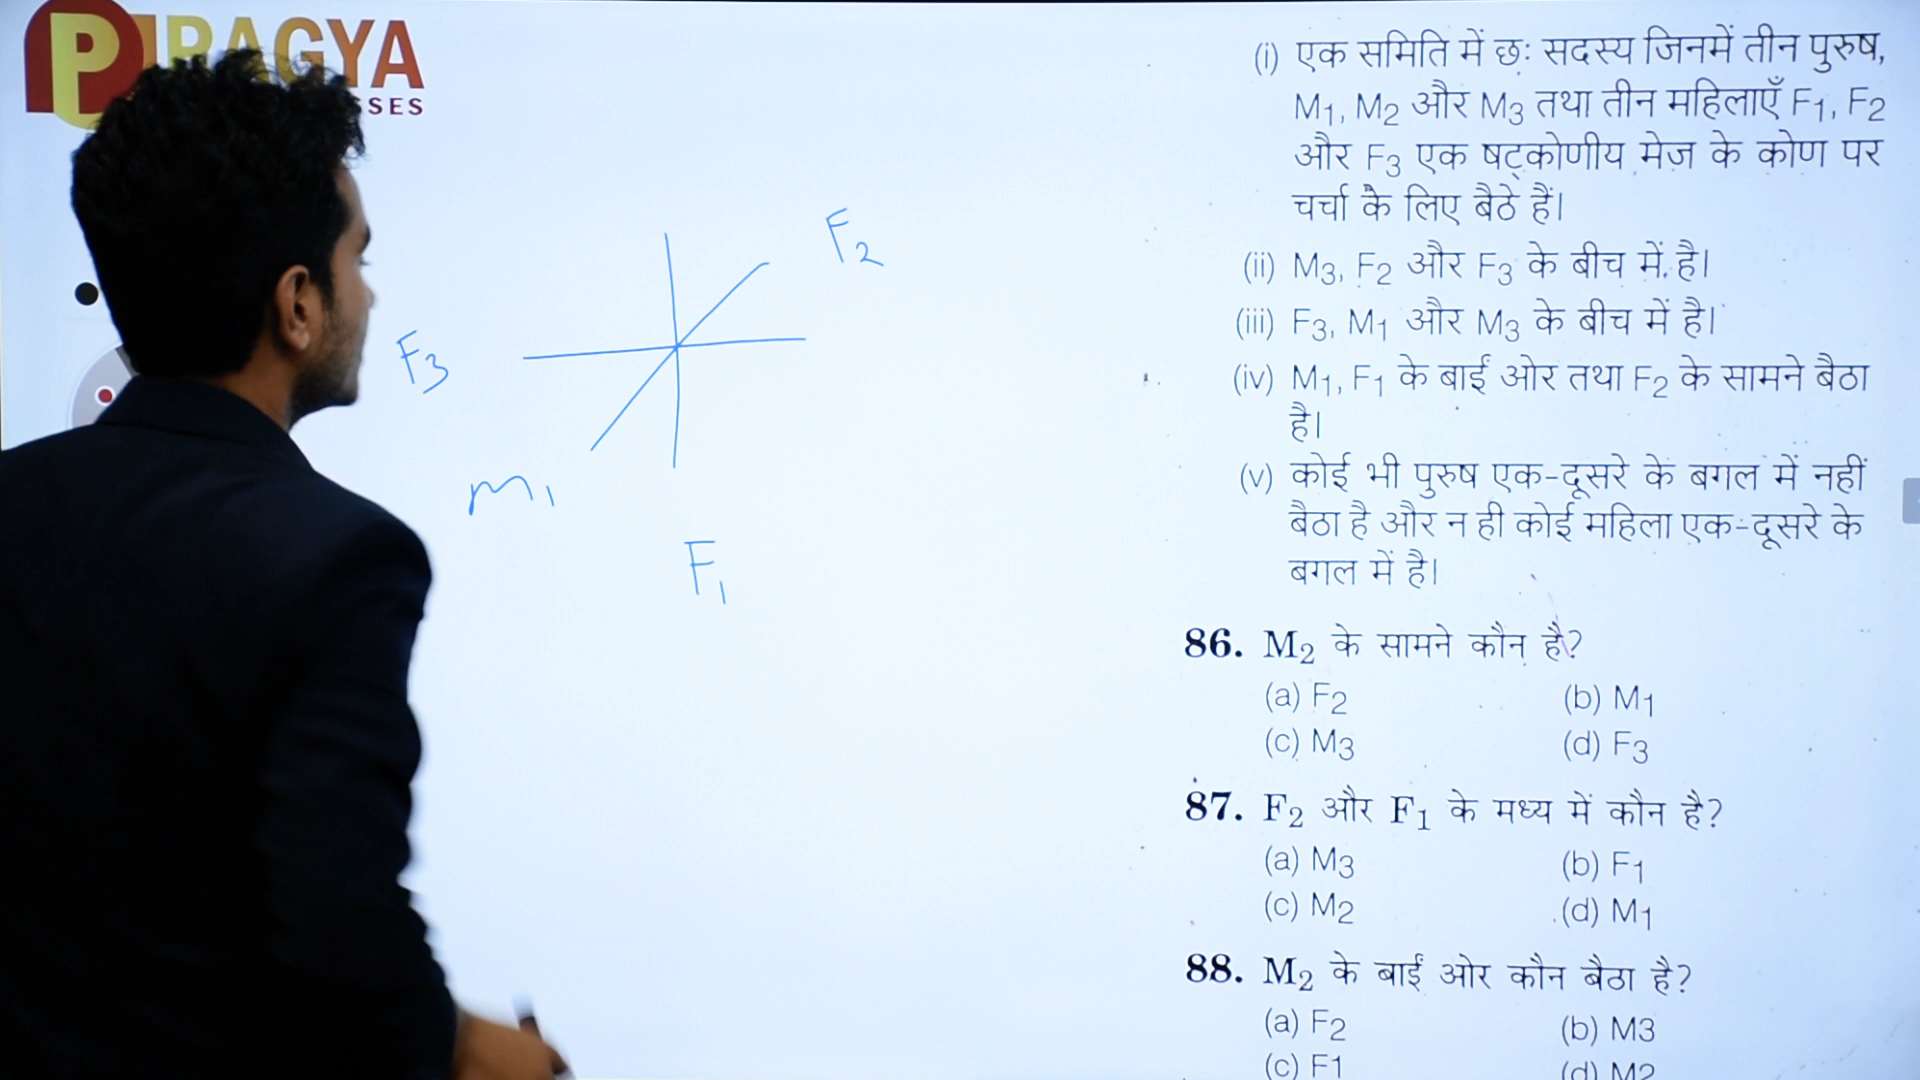 PRAGYA
SSES
(i) एक समिति में छः सदस्य जिनमें तीन पुरुष,
M1, M2 और M3 तथा तीन महिलाएँ F1, F2
और F3 एक षट्कोणीय मेज़ के कोण पर
चर्चा के लिए बैठे हैं।
(ii) M3, F2 और F3 के बीच में है।
(iii) F3, M1 और M3 के बीच में है।
(iv) M1, F1 के बाईं ओर तथा F2 के सामने बैठा
है।
(v) कोई भी पुरुष एक-दूसरे के बगल में नहीं
बैठा है और न ही कोई महिला एक-दूसरे के
बगल में है।
F2
F3
M1
F1
86. M2 के सामने कौन है?
(a) F2 (b) M1
(c) M3 (d) F3
87. F2 और F1 के मध्य में कौन है?
(a) M3 (b) F1
(c) M2 (d) M1
88. M2 के बाईं ओर कौन बैठा है?
(a) F2 (b) M3
(c) F1 (d) M2